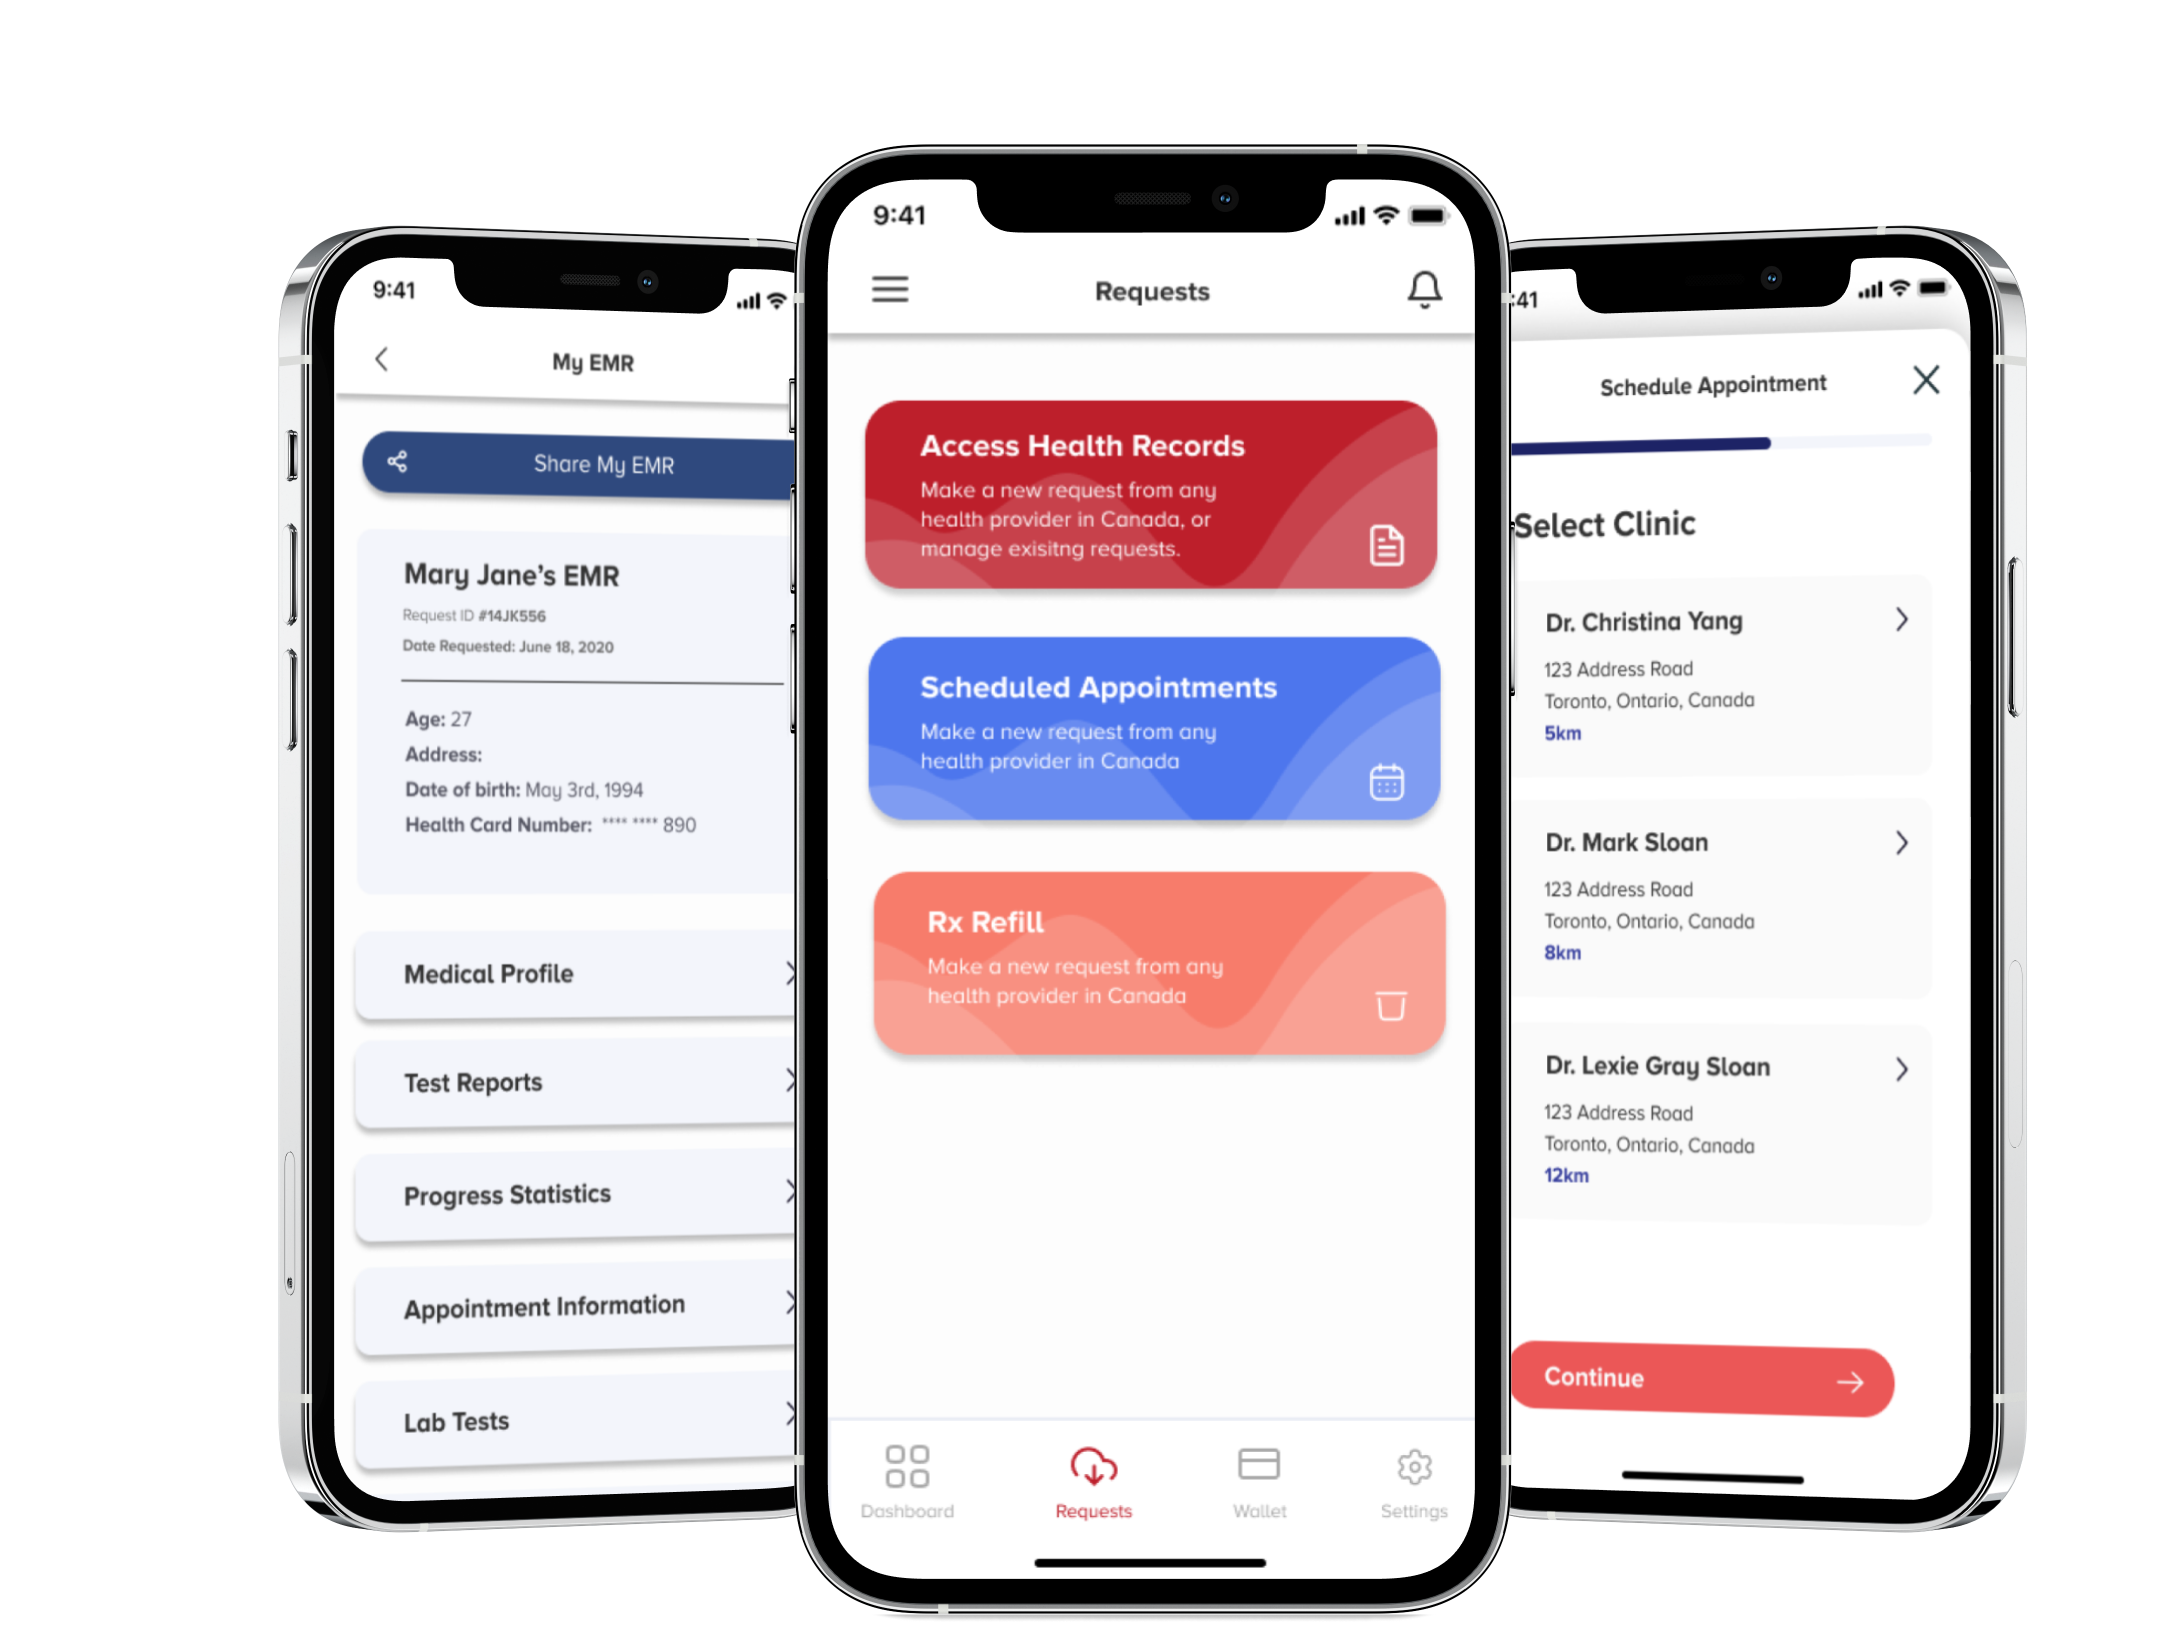 9:41
My EMR
Share My EMR
Mary Jane’s EMR
Request ID #14JK556
Date Requested: June 18, 2020
Age: 27
Address:
Date of birth: May 3rd, 1994
Health Card Number: **** **** 890
Medical Profile
Test Reports
Progress Statistics
Appointment Information
Lab Tests
9:41
Requests
Access Health Records
Make a new request from any
health provider in Canada, or
manage exisitng requests.
Scheduled Appointments
Make a new request from any
health provider in Canada
Rx Refill
Make a new request from any
health provider in Canada
Dashboard
Requests
Wallet
Settings
:41
Schedule Appointment
Select Clinic
Dr. Christina Yang
123 Address Road
Toronto, Ontario, Canada
5km
Dr. Mark Sloan
123 Address Road
Toronto, Ontario, Canada
8km
Dr. Lexie Gray Sloan
123 Address Road
Toronto, Ontario, Canada
12km
Continue